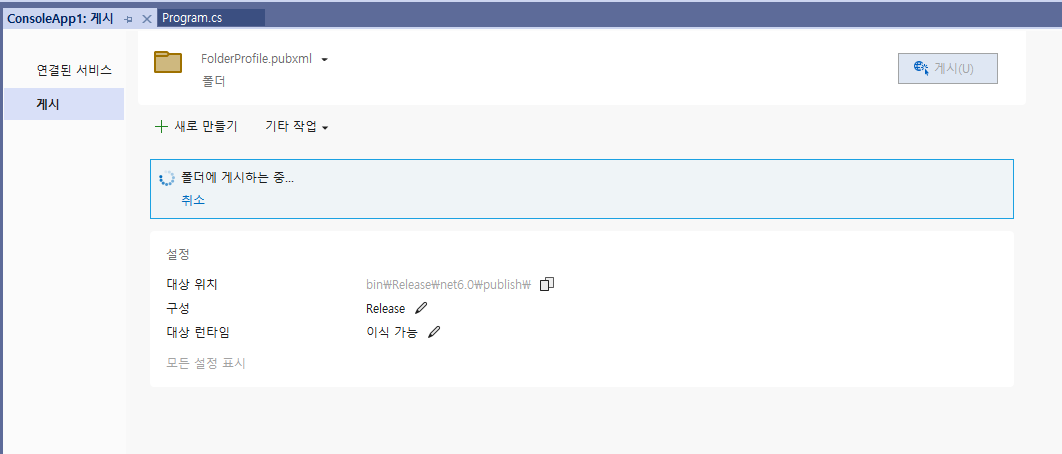 ConsoleApp1: 게시
Program.cs
연결된 서비스
게시
FolderProfile.pubxml
폴더
게시(U)
새로 만들기 기타 작업
폴더에 게시하는 중...
취소
설정
대상 위치 bin₩Release₩net6.0₩publish₩
구성 Release
대상 런타임 이식 가능
모든 설정 표시